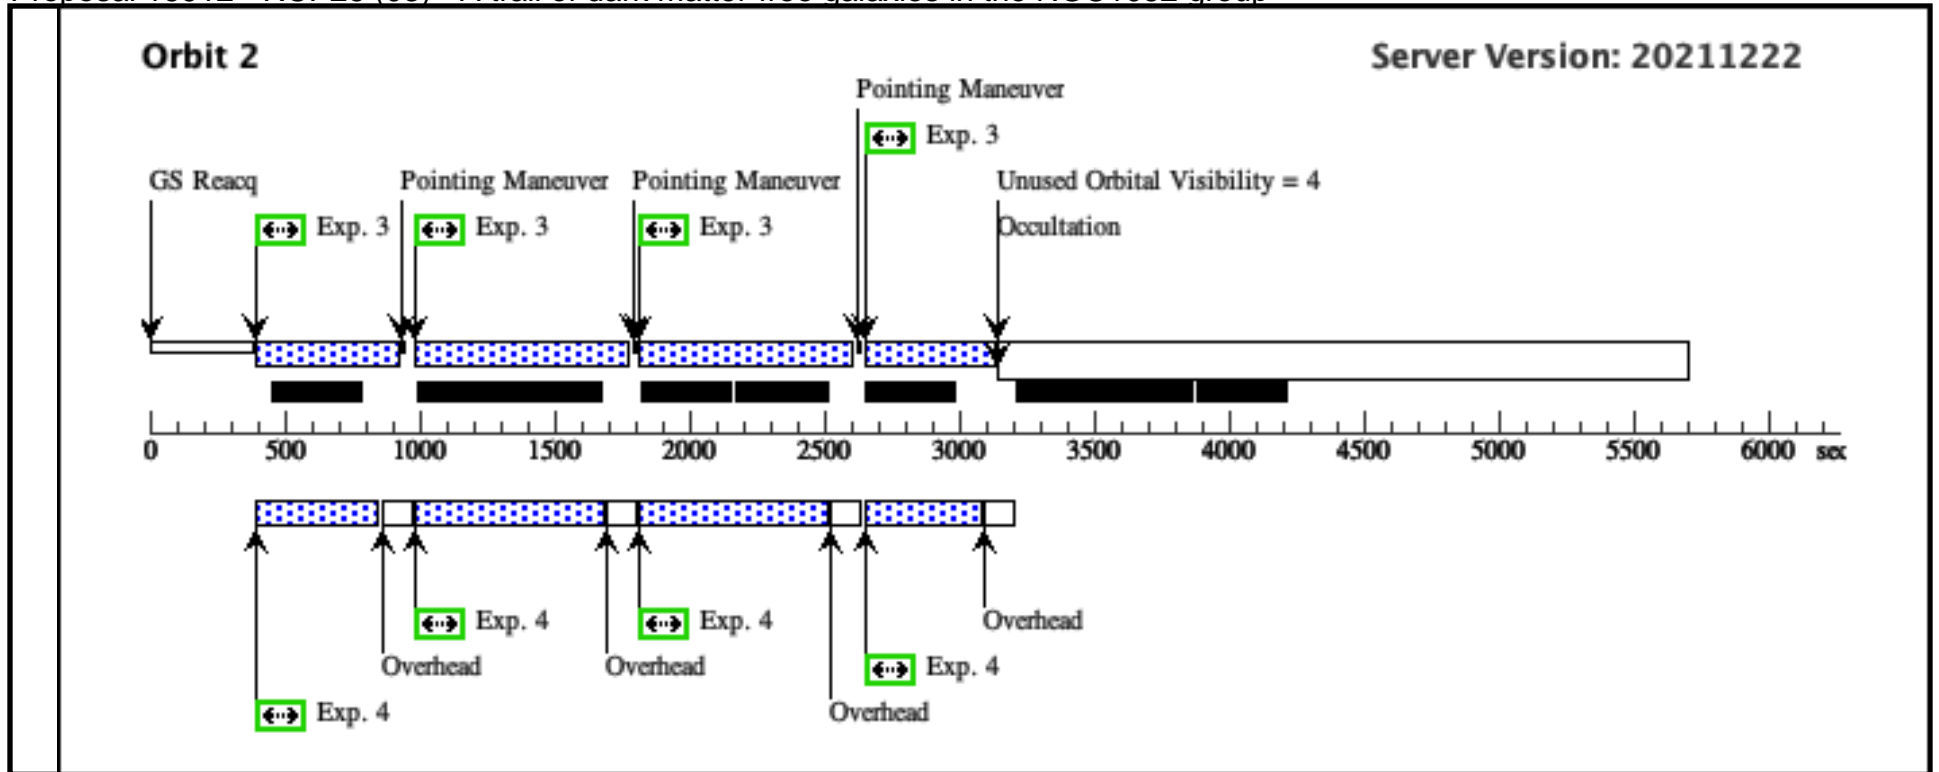 Orbit 2
Server Version: 20211222
Pointing Maneuver
Exp. 3
GS Reacq
Pointing Maneuver
Pointing Maneuver
Unused Orbital Visibility = 4
Exp. 3
Exp. 3
Exp. 3
Occultation
0 500 1000 1500 2000 2500 3000 3500 4000 4500 5000 5500 6000 sec
Exp. 4
Exp. 4
Overhead
Overhead
Overhead
Exp. 4
Exp. 4
Overhead